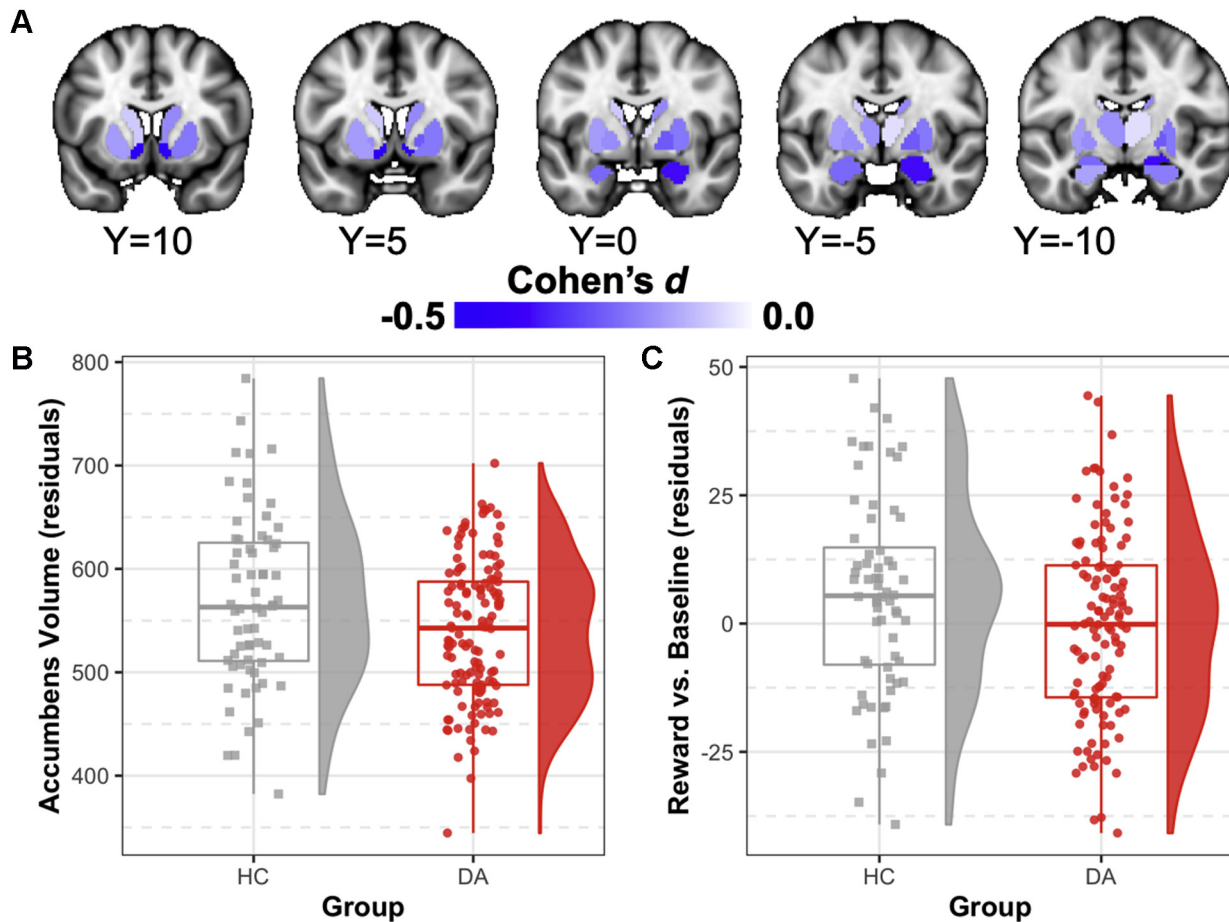 A
Y=10 Y=5 Y=0 Y=-5 Y=-10
Cohen's d
-0.5 0.0
B
Accumbens Volume (residuals)
800
700
600
500
400
HC DA
Group
C
Reward vs. Baseline (residuals)
50
25
0
-25
HC DA
Group